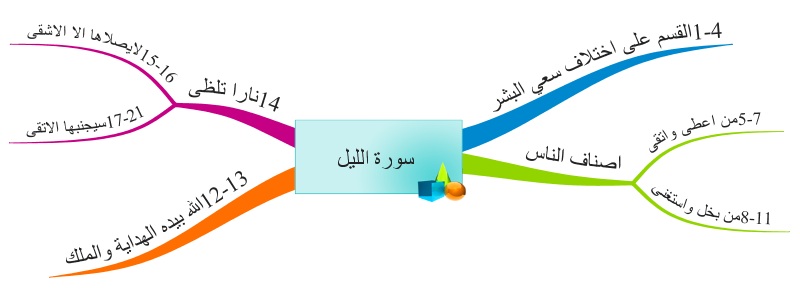 سورة الليل
1-4القسم على اختلاف سعي البشر
اصناف الناس
5-7من اعطى واتقى
8-11من بخل واستغنى
12-13الله بيده الهداية والملك
14نارا تلظى
15-16لايصلاها الا الاشقى
17-21سيجنبها الاتقى